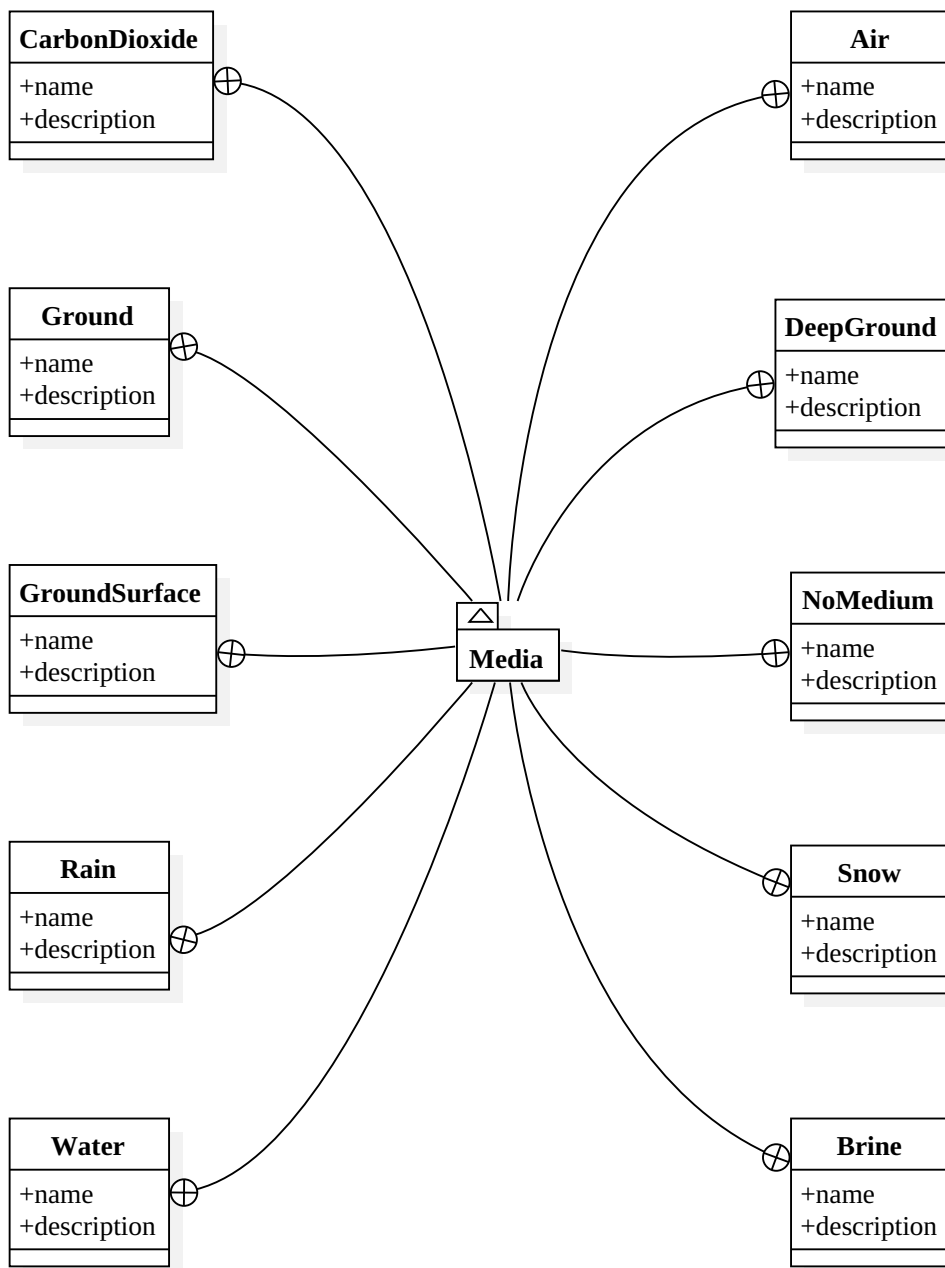 CarbonDioxide
+name
+description
Air
+name
+description
Ground
+name
+description
DeepGround
+name
+description
GroundSurface
+name
+description
Media
NoMedium
+name
+description
Rain
+name
+description
Snow
+name
+description
Water
+name
+description
Brine
+name
+description